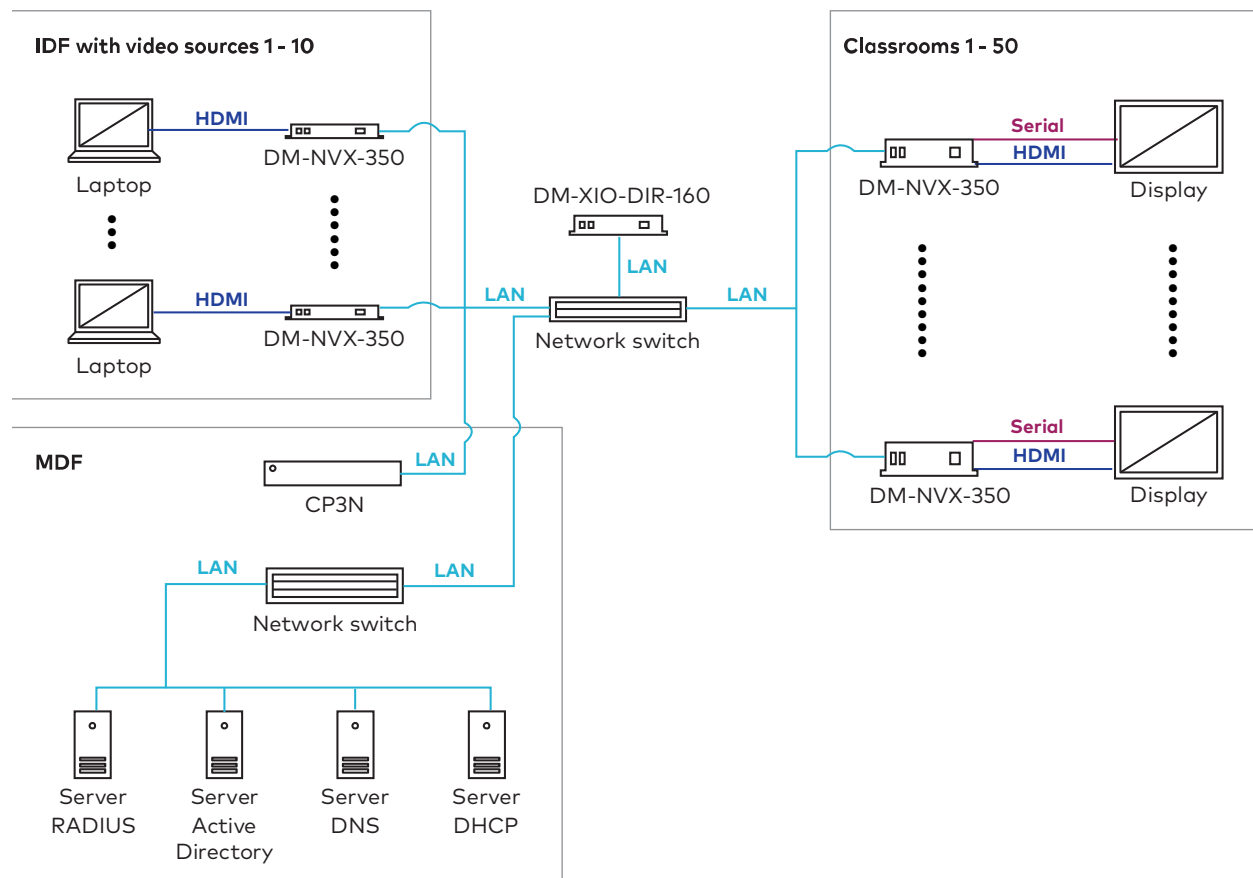 IDF with video sources 1 - 10
HDMI
DM-NVX-350
Laptop
HDMI
DM-NVX-350
Laptop
DM-XIO-DIR-160
LAN
LAN
LAN
Network switch
Classrooms 1 - 50
Serial
HDMI
DM-NVX-350
Display
Serial
HDMI
DM-NVX-350
Display
MDF
LAN
CP3N
LAN
LAN
Network switch
Server
RADIUS
Server
Active
Directory
Server
DNS
Server
DHCP